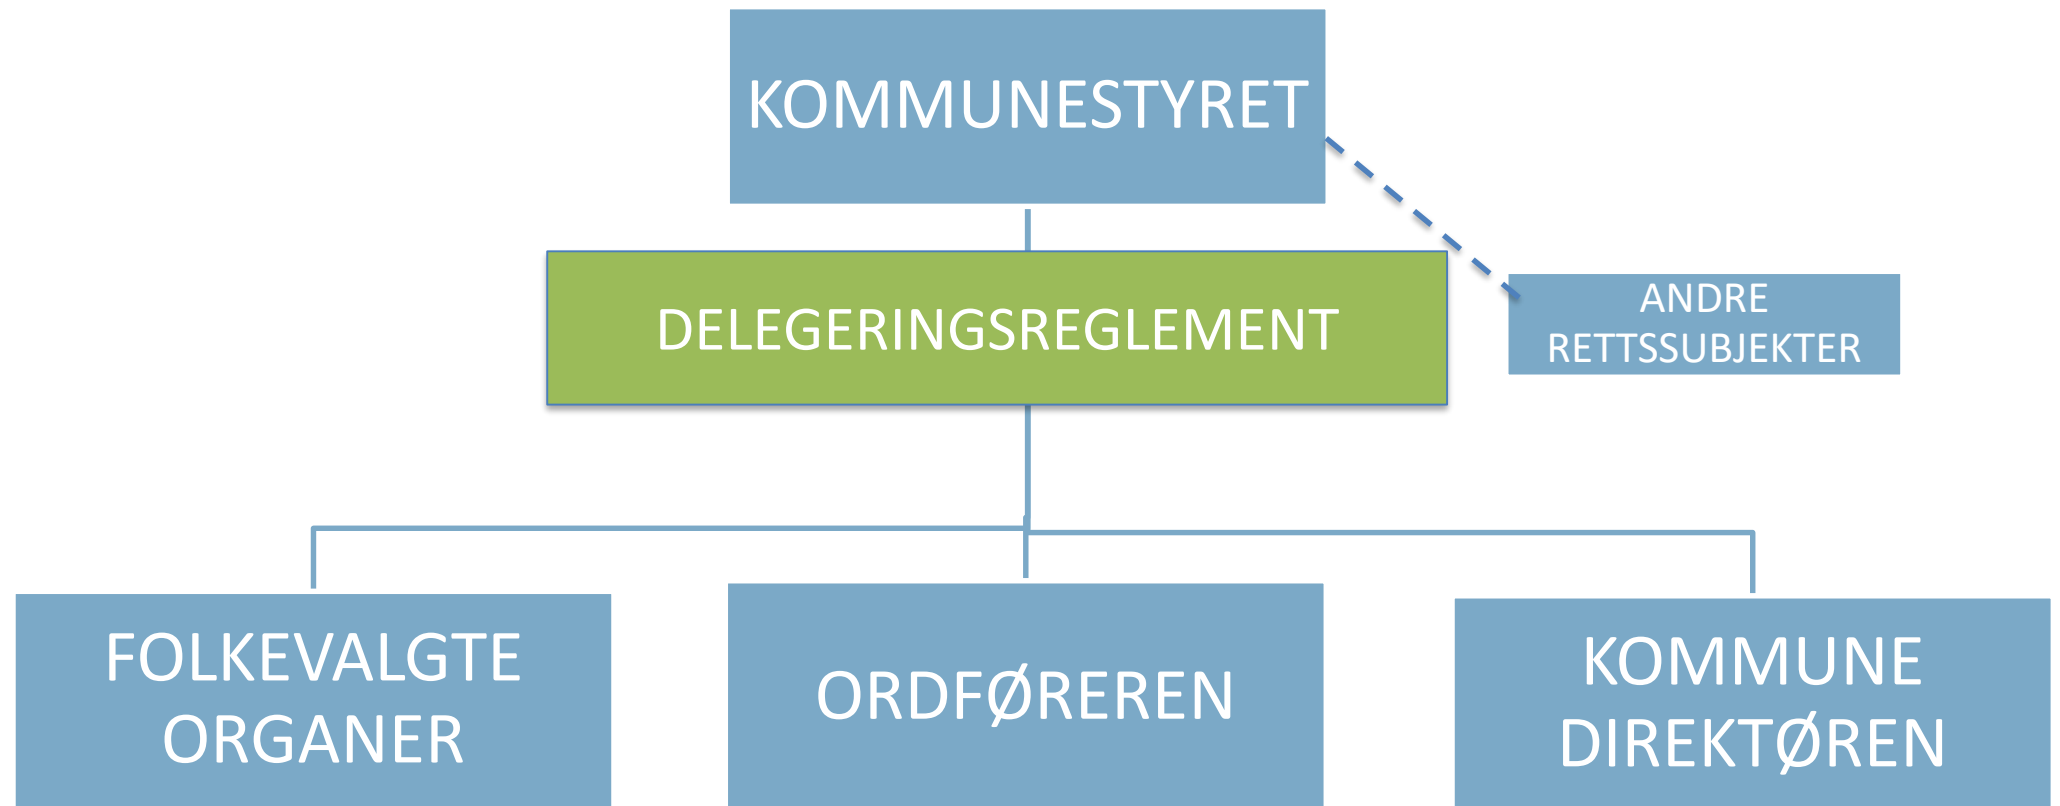 KOMMUNESTYRET
DELEGERINGSREGLEMENT
ANDRE
RETTSSUBJEKTER
FOLKEVALGTE
ORGANER
ORDFØREREN
KOMMUNE
DIREKTØREN